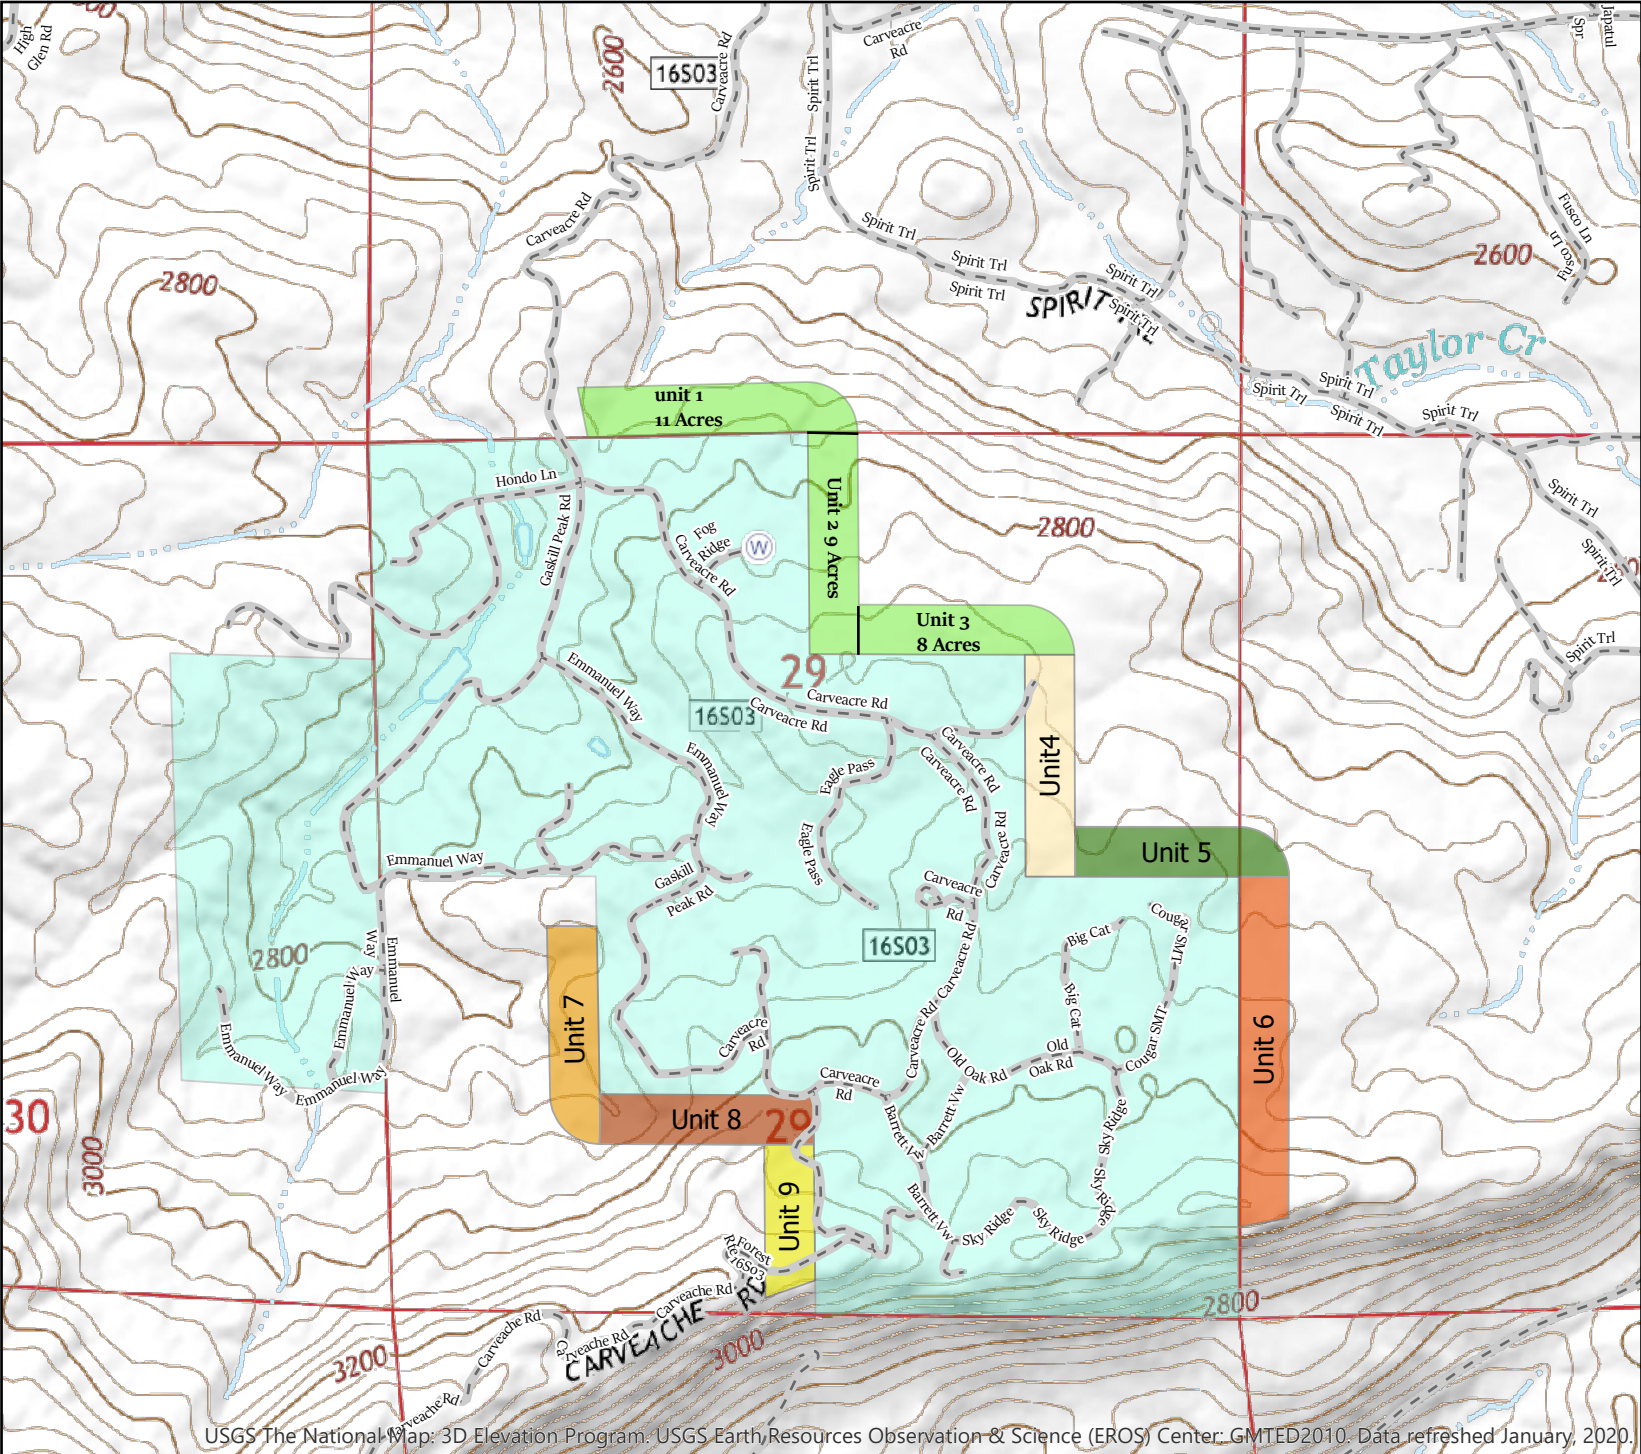 High
Glen Rd
2600
16S03
Carveacre Rd
Spirit Trl
Spirit Trl
Spirit Trl
Carveacre
Rd
Spr
Japatul
Carveacre Rd
2800
Spirit Trl
Spirit Trl
Spirit Trl
Spirit Trl
Spirit Trl
SPIRIT
Fusco Ln
Fusco Ln
2600
Taylor Cr
Spirit Trl
Spirit Trl
Spirit Trl
Spirit Trl
unit 1
11 Acres
Hondo Ln
Gaskill Peak Rd
Fog
Ridge
W
Carveacre Rd
Unit 2 9 Acres
2800
Spirit Trl
Spirit Trl
Spirit Trl
Unit 3
8 Acres
29
16S03
Carveacre Rd
Carveacre Rd
Emmanuel Way
Emmanuel Way
Carveacre Rd
Carveacre Rd
Carveacre Rd
Unit4
Eagle Pass
Eagle Pass
Unit 5
Emmanuel Way
Gaskill
Peak Rd
Carveacre
Rd
16S03
Carveacre Rd
Big Cat
Big Cat
Cougar SMT
Cougar SMT
2800
Way
Emmanuel
Emmanuel Way
Emmanuel Way
Emmanuel Way
Unit 7
Carveacre
Rd
Carveacre Rd
Old Oak Rd
Old
Oak Rd
Unit 6
Carveacre
Rd
30
3000
Unit 8
29
Barrett Vw
Barrett Vw
Barrett Vw
Sky Ridge
Sky Ridge
Sky Ridge
Sky Ridge
Unit 9
Forest
Rte 16S03
Carveache Rd
Carveache Rd
CARVEACHE RD
Carveache Rd
3200
3000
2800
USGS The National Map: 3D Elevation Program. USGS Earth Resources Observation & Science (EROS) Center: GMTED2010. Data refreshed January, 2020.